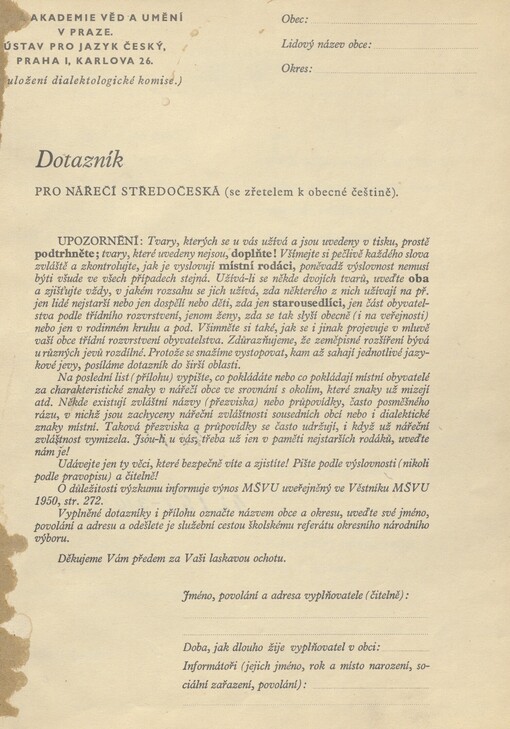 AKADEMIE VĚD A UMĚNÍ
V PRAZE.
ÚSTAV PRO JAZYK ČESKÝ,
PRAHA I, KARLOVA 26.
uložení dialektologické komise.)
Obec:
Lidový název obce:
Okres:
Dotazník
PRO NÁŘEČÍ STŘEDOČESKÁ (se zřetelem k obecné češtině).
UPOZORNĚNÍ: Tvary, kterých se u vás užívá a jsou uvedeny v tisku, prostě
podtrhněte; tvary, které uvedeny nejsou, doplňte! Všímejte si pečlivě každého slova
zvláště a zkontrolujte, jak je vyslovují místní rodáci, poněvadž výslovnost nemusí
býti všude ve všech případech stejná. Užívá-li se někde dvojích tvarů, uveďte oba
a zjišťujte vždy, v jakém rozsahu se jich užívá, zda některého z nich užívají na př.
jen lidé nejstarší nebo jen dospělí nebo děti, zda jen starousedlíci, jen část obyvatel-
stva podle třídního rozvrstvení, jenom ženy, zda se tak slyší obecně (i na veřejnosti)
nebo jen v rodinném kruhu a pod. Všimněte si také, jak se i jinak projevuje v mluvě
vaší obce třídní rozvrstvení obyvatelstva. Zdůrazňujeme, že zeměpisné rozšíření bývá
u různých jevů rozdílné. Protože se snažíme vystopovat, kam až sahají jednotlivé jazy-
kové jevy, posíláme dotazník do širší oblasti.
Na poslední list (přílohu) vypište, co pokládáte nebo co pokládají místní obyvatelé
za charakteristické znaky v nářečí obce ve srovnání s okolím, které znaky už mizejí
atd. Někde existují zvláštní názvy (přezviska) nebo průpovídky, často posměšného
rázu, v nichž jsou zachyceny nářeční zvláštnosti sousedních obcí nebo i dialektické
znaky místní. Taková přezviska a průpovídky se často udržují, i když už nářeční
zvláštnost vymizela. Jsou-li u vás, třeba už jen v paměti nejstarších rodáků, uveďte
nám je!
Udávejte jen ty věci, které bezpečně víte a zjistíte! Pište podle výslovnosti (nikoli
podle pravopisu) a čitelně!
O důležitosti výzkumu informuje výnos MŠVU uveřejněný ve Věstníku MŠVU
1950, str. 272.
Vyplněné dotazníky i přílohu označte názvem obce a okresu, uveďte své jméno,
povolání a adresu a odešlete je služební cestou školskému referátu okresního národního
výboru.
Děkujeme Vám předem za Vaši laskavou ochotu.
Jméno, povolání a adresa vyplňovatele (čitelně):
Doba, jak dlouho žije vyplňovatel v obci:
Informátoři (jejich jméno, rok a místo narození, so-
ciální zařazení, povolání):